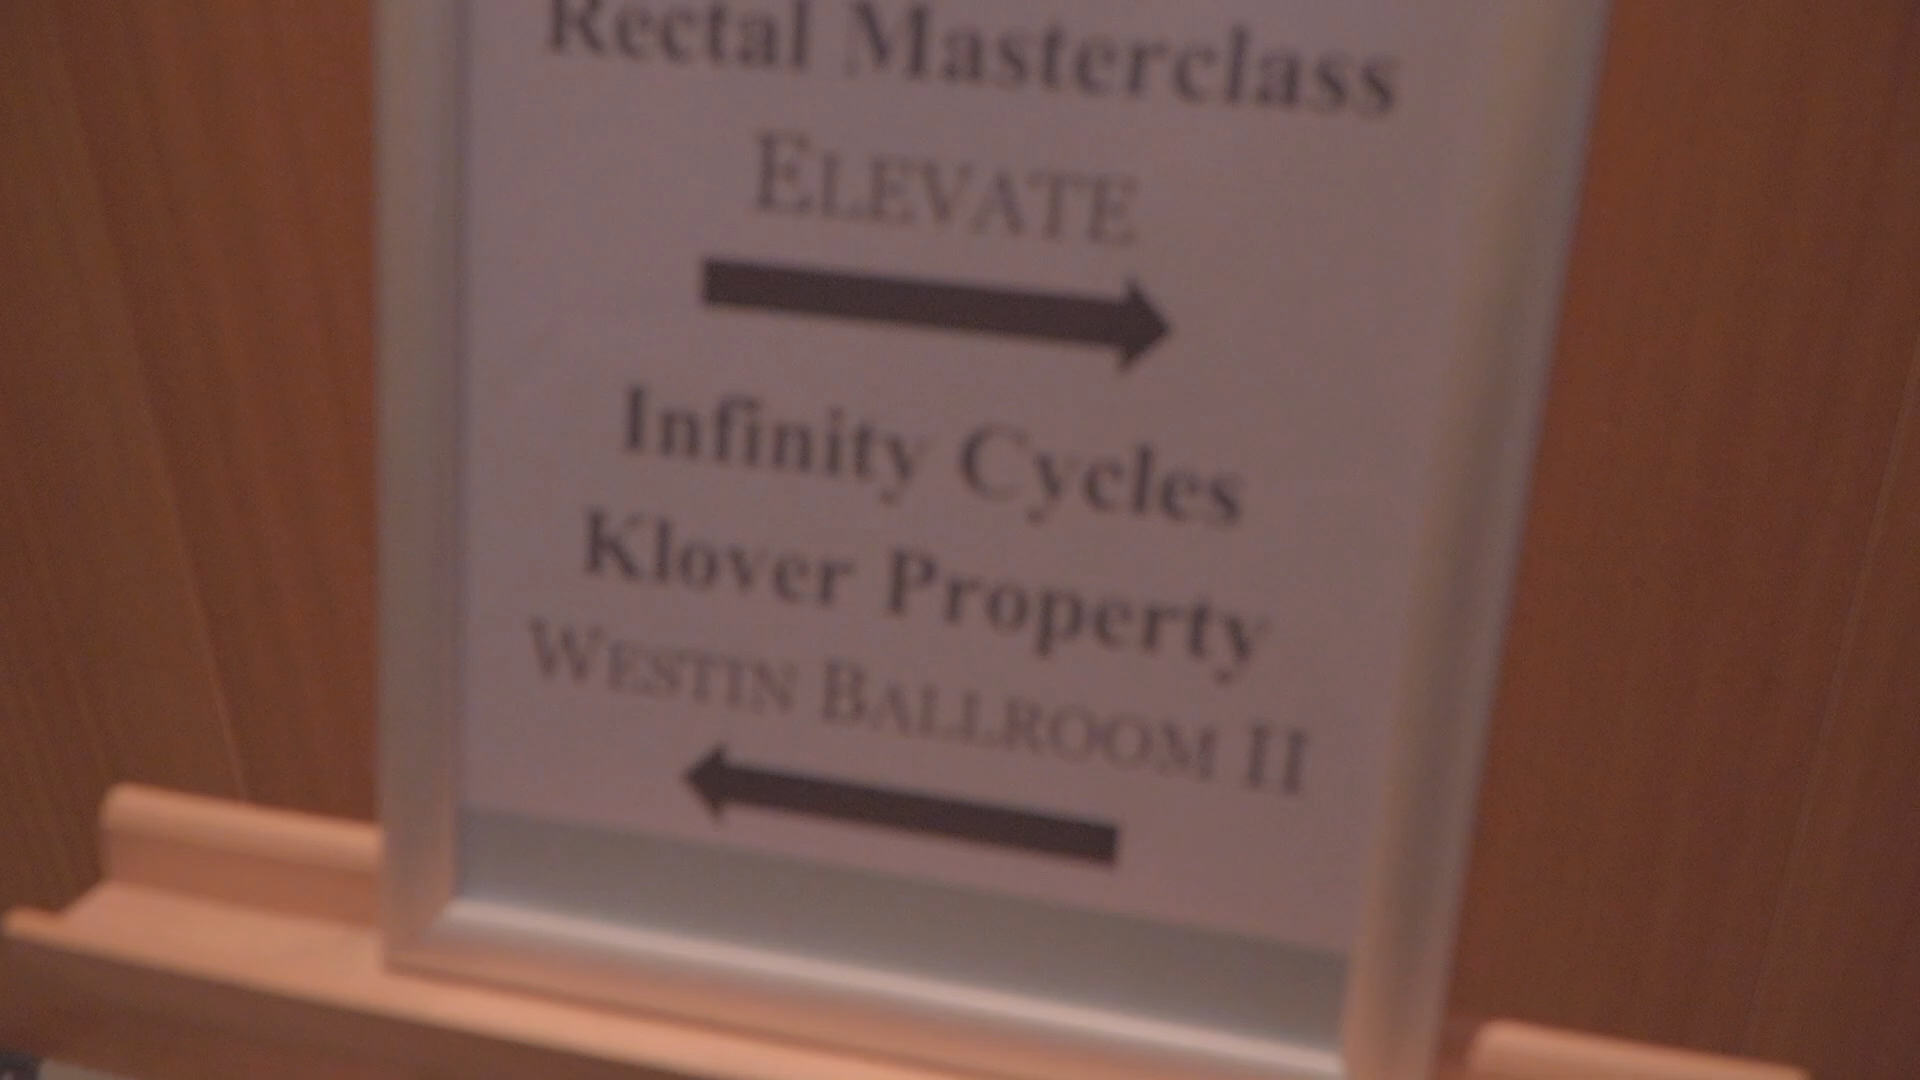 Rectal Masterclass
ELEVATE
Infinity Cycles
Klover Property
WESTIN BALLROOM II